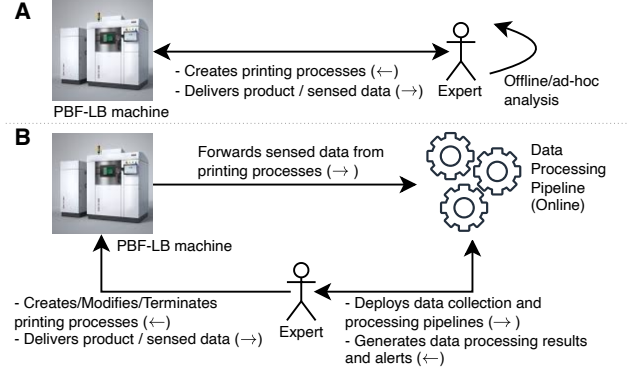 A
- Creates printing processes (←)
- Delivers product / sensed data (→)
PBF-LB machine
Expert
Offline/ad-hoc
analysis
B
Forwards sensed data from
printing processes (→ )
Data
Processing
Pipeline
(Online)
PBF-LB machine
- Creates/Modifies/Terminates
printing processes (←)
- Delivers product / sensed data (→)
Expert
- Deploys data collection and
processing pipelines (→ )
- Generates data processing results
and alerts (←)